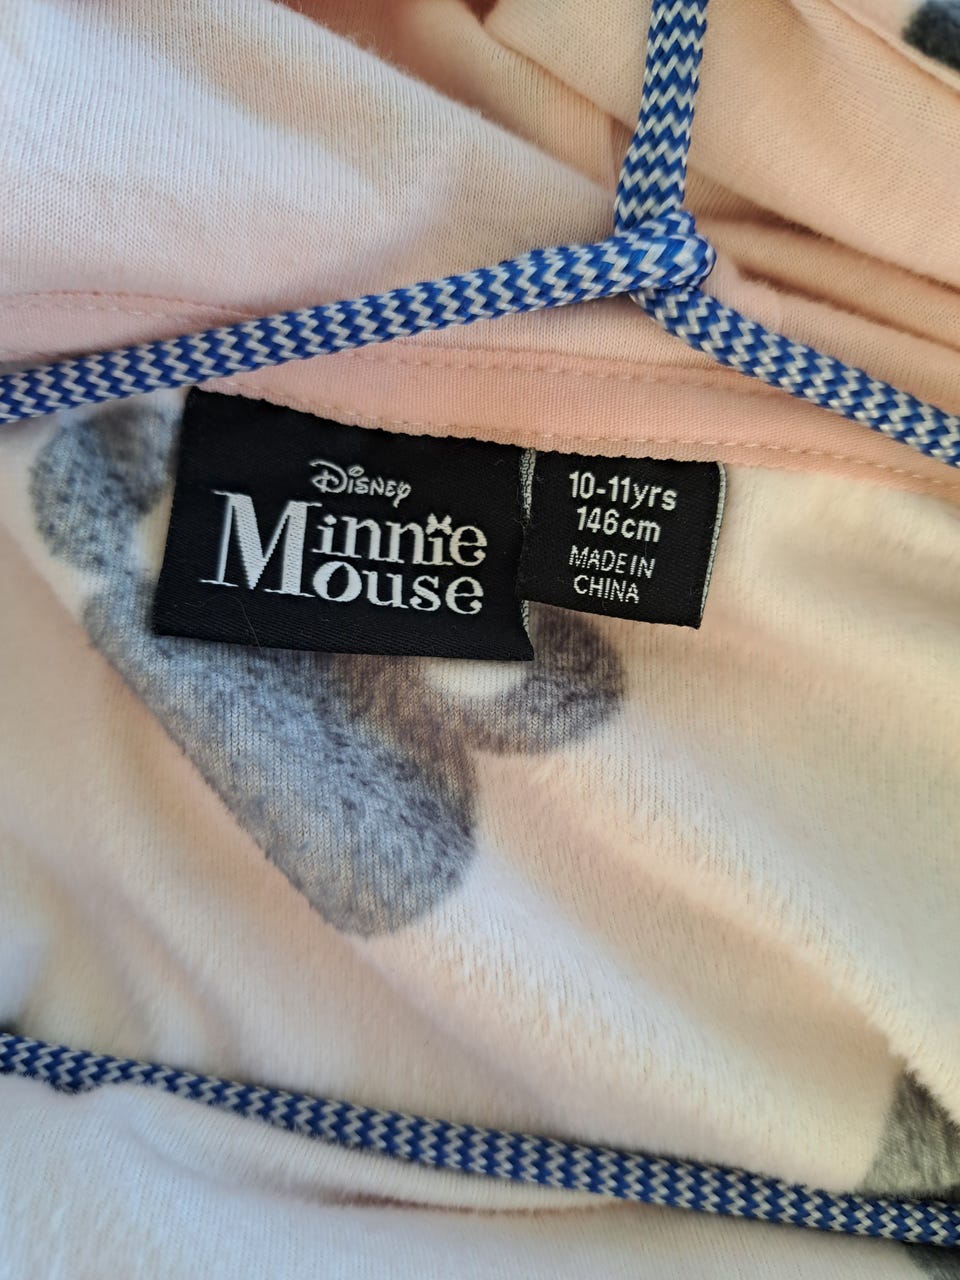 Disney
Minnie
Mouse
10-11yrs
146cm
MADE IN
CHINA